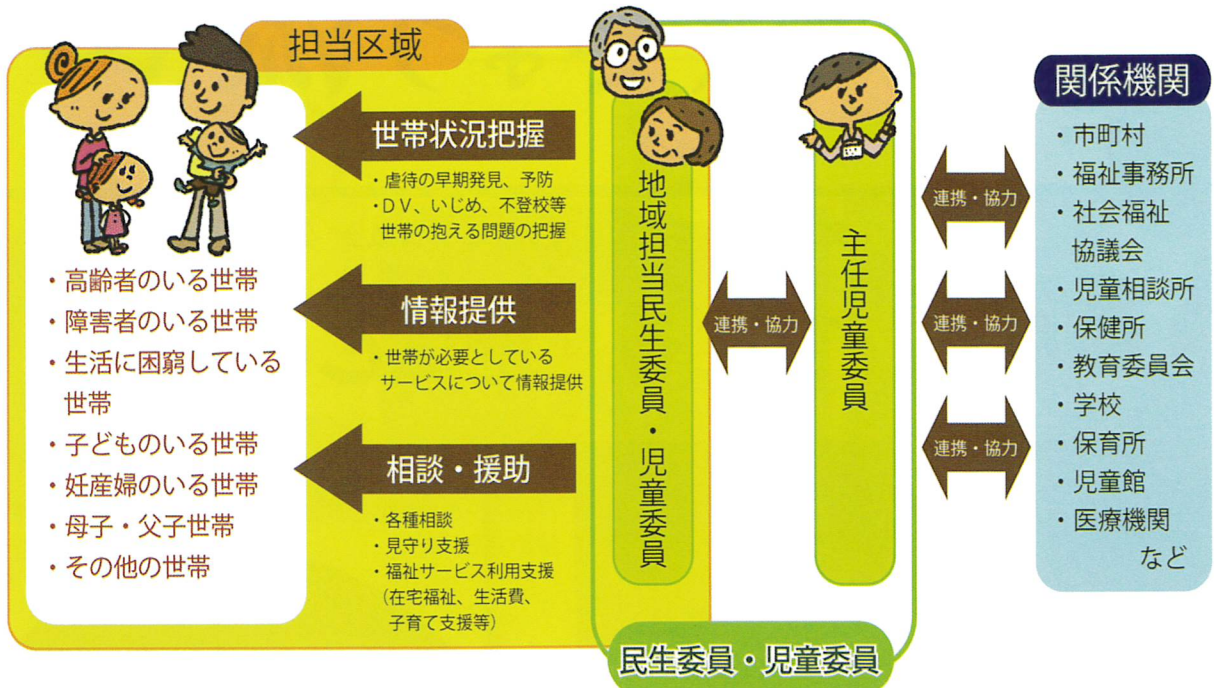 担当区域
・高齢者のいる世帯
・障害者のいる世帯
・生活に困窮している
世帯
・子どものいる世帯
・妊産婦のいる世帯
・母子・父子世帯
・その他の世帯
世帯状況把握
・虐待の早期発見、予防
・DV、いじめ、不登校等
世帯の抱える問題の把握
情報提供
・世帯が必要としている
サービスについて情報提供
相談・援助
・各種相談
・見守り支援
・福祉サービス利用支援
(在宅福祉、生活費、
子育て支援等)
地域担当民生委員・児童委員
連携・協力
主任児童委員
民生委員・児童委員
連携・協力
連携・協力
連携・協力
関係機関
・市町村
・福祉事務所
・社会福祉
協議会
・児童相談所
・保健所
・教育委員会
・学校
・保育所
・児童館
・医療機関
など